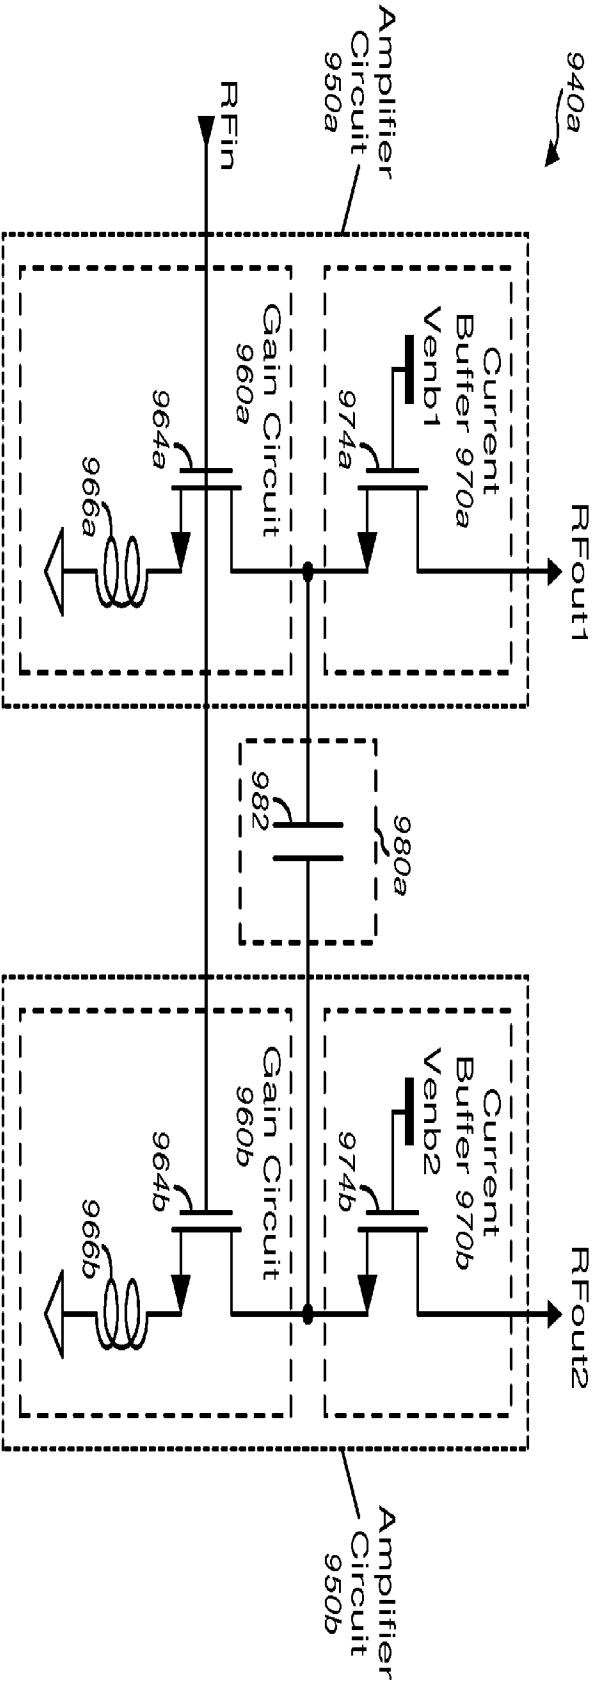 940a
RFout1
RFout2
Amplifier
Circuit
950a
Current
Buffer 970a
Venb1
974a
980a
982
Current
Buffer 970b
Venb2
974b
Amplifier
Circuit
950b
RFin
Gain Circuit
960a
964a
966a
Gain Circuit
960b
964b
966b